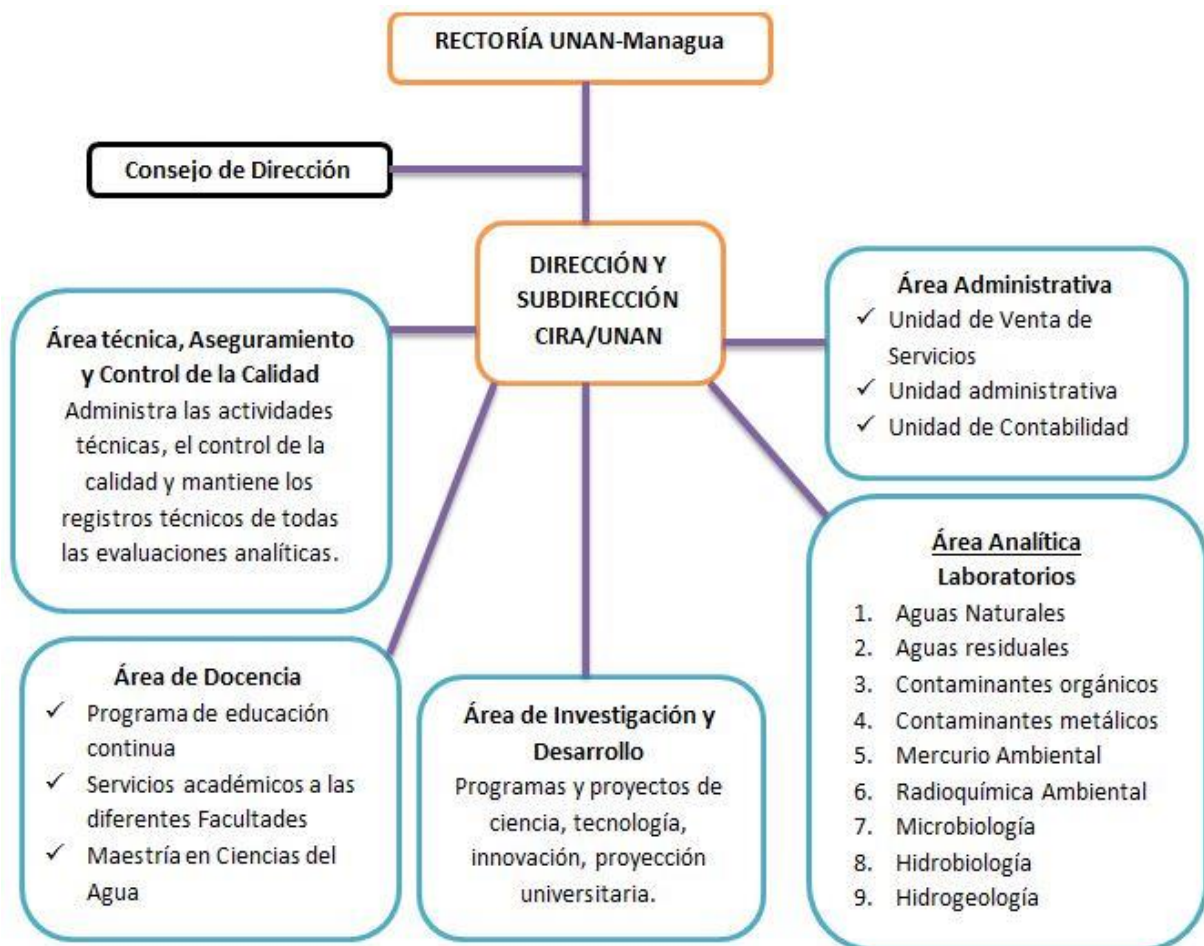 RECTORÍA UNAN-Managua
Consejo de Dirección
DIRECCIÓN Y
SUBDIRECCIÓN
CIRA/UNAN
Área técnica, Aseguramiento
y Control de la Calidad
Administra las actividades
técnicas, el control de la
calidad y mantiene los
registros técnicos de todas
las evaluaciones analíticas.
Área Administrativa
✓ Unidad de Venta de
Servicios
✓ Unidad administrativa
✓ Unidad de Contabilidad
Área de Docencia
✓ Programa de educación
continua
✓ Servicios académicos a las
diferentes Facultades
✓ Maestría en Ciencias del
Agua
Área de Investigación y
Desarrollo
Programas y proyectos de
ciencia, tecnología,
innovación, proyección
universitaria.
Área Analítica
Laboratorios
1. Aguas Naturales
2. Aguas residuales
3. Contaminantes orgánicos
4. Contaminantes metálicos
5. Mercurio Ambiental
6. Radioquímica Ambiental
7. Microbiología
8. Hidrobiología
9. Hidrogeología